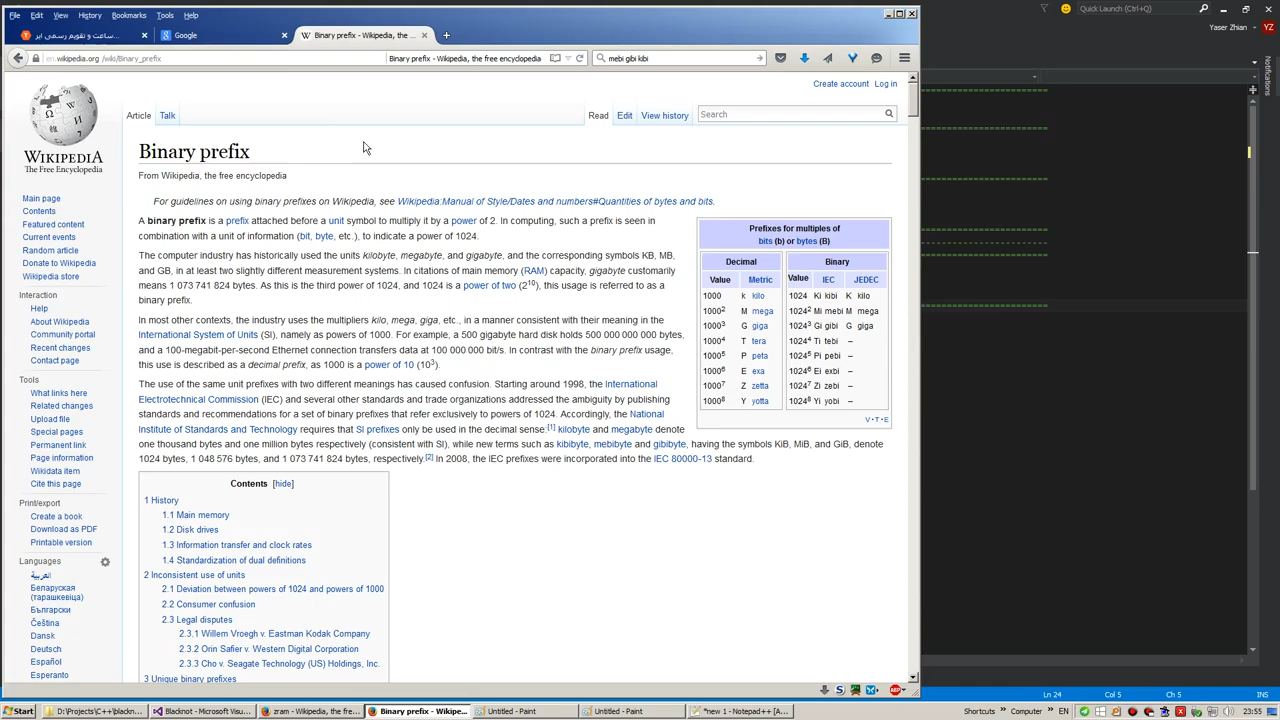 File Edit View History Bookmarks Tools Help
Quick Launch (Ctrl+Q)
ساعت و تقویم رسمی ایر...
Google
Binary prefix - Wikipedia, the ...
Yaser Zhian YZ
en.wikipedia.org/wiki/Binary_prefix
Binary prefix - Wikipedia, the free encyclopedia
mebi gibi kibi
Notifications
Create account Log in
Article Talk
Read Edit View history
Search
WIKIPEDIA
The Free Encyclopedia
Main page
Contents
Featured content
Current events
Random article
Donate to Wikipedia
Wikipedia store
Interaction
Help
About Wikipedia
Community portal
Recent changes
Contact page
Tools
What links here
Related changes
Upload file
Special pages
Permanent link
Page information
Wikidata item
Cite this page
Print/export
Create a book
Download as PDF
Printable version
Languages
العربية
Беларуская
(тарашкевіца)
Български
Čeština
Dansk
Deutsch
Español
Esperanto
Binary prefix
From Wikipedia, the free encyclopedia
For guidelines on using binary prefixes on Wikipedia, see Wikipedia:Manual of Style/Dates and numbers#Quantities of bytes and bits.
A binary prefix is a prefix attached before a unit symbol to multiply it by a power of 2. In computing, such a prefix is seen in
combination with a unit of information (bit, byte, etc.), to indicate a power of 1024.
The computer industry has historically used the units kilobyte, megabyte, and gigabyte, and the corresponding symbols KB, MB,
and GB, in at least two slightly different measurement systems. In citations of main memory (RAM) capacity, gigabyte customarily
means 1 073 741 824 bytes. As this is the third power of 1024, and 1024 is a power of two (2¹⁰), this usage is referred to as a
binary prefix.
In most other contexts, the industry uses the multipliers kilo, mega, giga, etc., in a manner consistent with their meaning in the
International System of Units (SI), namely as powers of 1000. For example, a 500 gigabyte hard disk holds 500 000 000 000 bytes,
and a 100-megabit-per-second Ethernet connection transfers data at 100 000 000 bit/s. In contrast with the binary prefix usage,
this use is described as a decimal prefix, as 1000 is a power of 10 (10³).
The use of the same unit prefixes with two different meanings has caused confusion. Starting around 1998, the International
Electrotechnical Commission (IEC) and several other standards and trade organizations addressed the ambiguity by publishing
standards and recommendations for a set of binary prefixes that refer exclusively to powers of 1024. Accordingly, the National
Institute of Standards and Technology requires that SI prefixes only be used in the decimal sense:[1] kilobyte and megabyte denote
one thousand bytes and one million bytes respectively (consistent with SI), while new terms such as kibibyte, mebibyte and gibibyte, having the symbols KiB, MiB, and GiB, denote
1024 bytes, 1 048 576 bytes, and 1 073 741 824 bytes, respectively.[2] In 2008, the IEC prefixes were incorporated into the IEC 80000-13 standard.
Prefixes for multiples of
bits (b) or bytes (B)
Decimal Binary
Value Metric Value IEC JEDEC
1000 k kilo 1024 Ki kibi K kilo
1000² M mega 1024² Mi mebi M mega
1000³ G giga 1024³ Gi gibi G giga
1000⁴ T tera 1024⁴ Ti tebi –
1000⁵ P peta 1024⁵ Pi pebi –
1000⁶ E exa 1024⁶ Ei exbi –
1000⁷ Z zetta 1024⁷ Zi zebi –
1000⁸ Y yotta 1024⁸ Yi yobi –
V · T · E
Contents [hide]
1 History
1.1 Main memory
1.2 Disk drives
1.3 Information transfer and clock rates
1.4 Standardization of dual definitions
2 Inconsistent use of units
2.1 Deviation between powers of 1024 and powers of 1000
2.2 Consumer confusion
2.3 Legal disputes
2.3.1 Willem Vroegh v. Eastman Kodak Company
2.3.2 Orin Safier v. Western Digital Corporation
2.3.3 Cho v. Seagate Technology (US) Holdings, Inc.
3 Unique binary prefixes
Ln 24 Col 5 Ch 5 INS
Start D:\Projects\C++\blackn... Blacknot - Microsoft Visu... zram - Wikipedia, the fre... Binary prefix - Wikipe... Untitled - Paint Untitled - Paint *new 1 - Notepad++ [A... Shortcuts » Computer » EN 23:55